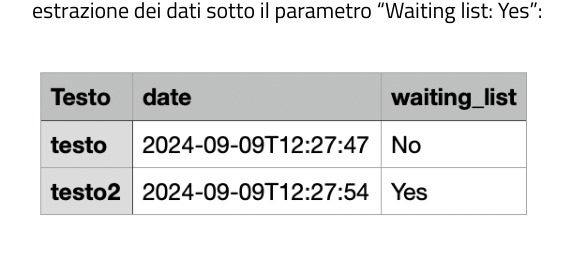 estrazione dei dati sotto il parametro “Waiting list: Yes”:
Testo date waiting_list
testo 2024-09-09T12:27:47 No
testo2 2024-09-09T12:27:54 Yes